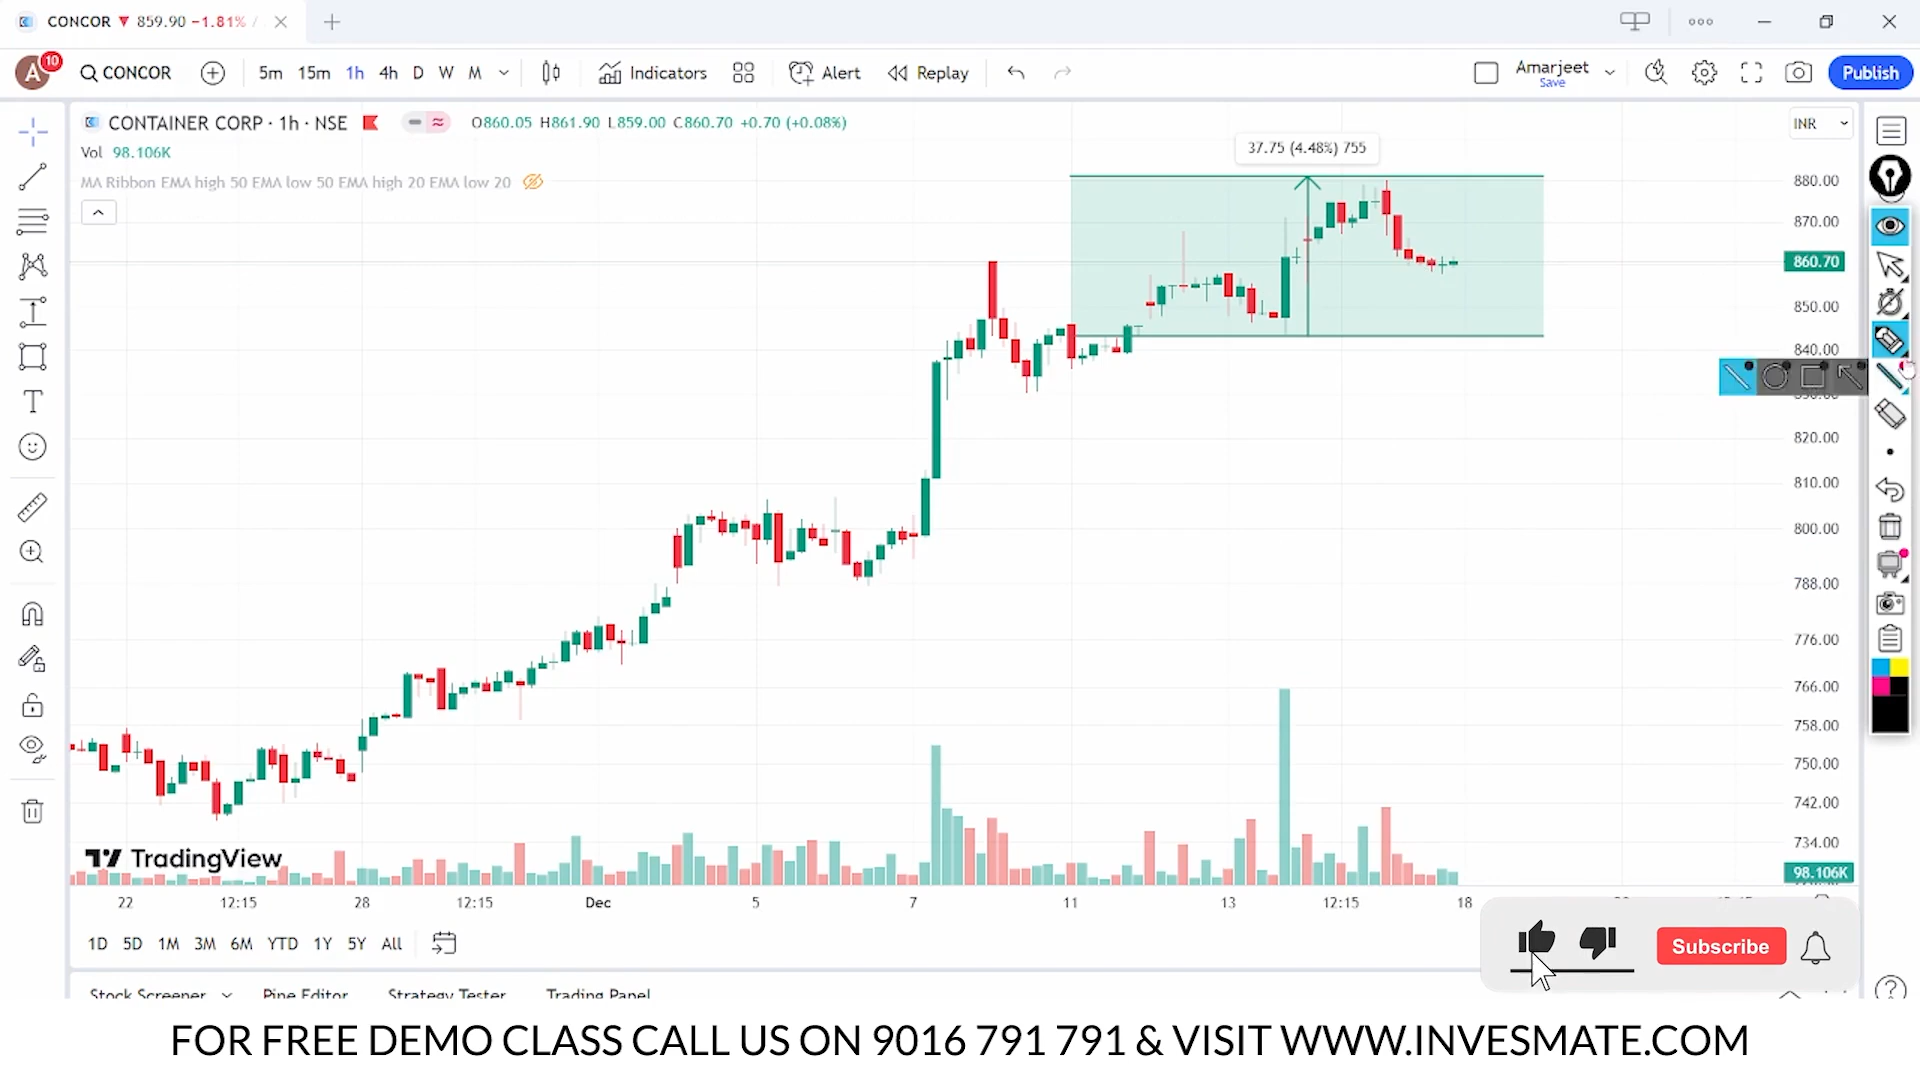 CONCOR ▼ 859.90 −1.81% /
A 10 CONCOR 5m 15m 1h 4h D W M Indicators Alert Replay Amarjeet Save Publish
CONTAINER CORP · 1h · NSE O860.05 H861.90 L859.00 C860.70 +0.70 (+0.08%) INR
Vol 98.106K
MA Ribbon EMA high 50 EMA low 50 EMA high 20 EMA low 20
37.75 (4.48%) 755
880.00
870.00
860.70
850.00
840.00
820.00
810.00
800.00
788.00
776.00
766.00
758.00
750.00
742.00
734.00
98.106K
TradingView
22 12:15 28 12:15 Dec 5 7 11 13 12:15 18
1D 5D 1M 3M 6M YTD 1Y 5Y All
Subscribe
Stock Screener Pine Editor Strategy Tester Trading Panel
FOR FREE DEMO CLASS CALL US ON 9016 791 791 & VISIT WWW.INVESMATE.COM